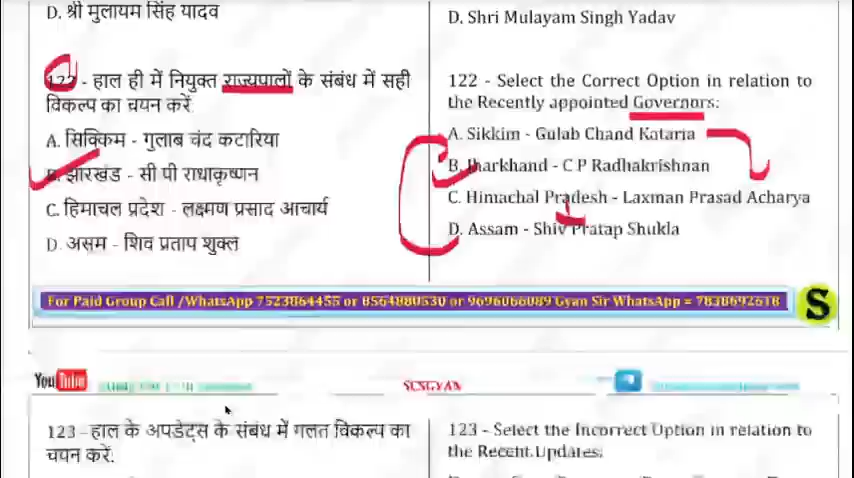 D. श्री मुलायम सिंह यादव
122 - हाल ही में नियुक्त राज्यपालों के संबंध में सही
विकल्प का चयन करें
A. सिक्किम - गुलाब चंद कटारिया
B. झारखंड - सी पी राधाकृष्णन
C. हिमाचल प्रदेश - लक्ष्मण प्रसाद आचार्य
D. असम - शिव प्रताप शुक्ल
D. Shri Mulayam Singh Yadav
122 - Select the Correct Option in relation to
the Recently appointed Governors:
A. Sikkim - Gulab Chand Kataria
B. Jharkhand - C P Radhakrishnan
C. Himachal Pradesh - Laxman Prasad Acharya
D. Assam - Shiv Pratap Shukla
For Paid Group Call /WhatsApp 7523864455 or 8564880530 or 9696066089 Gyan Sir WhatsApp = 7838692618
S
YouTube
SCSGYAN
123 - हाल के अपडेट्स के संबंध में गलत विकल्प का
चयन करें:
123 - Select the Incorrect Option in relation to
the Recent Updates: